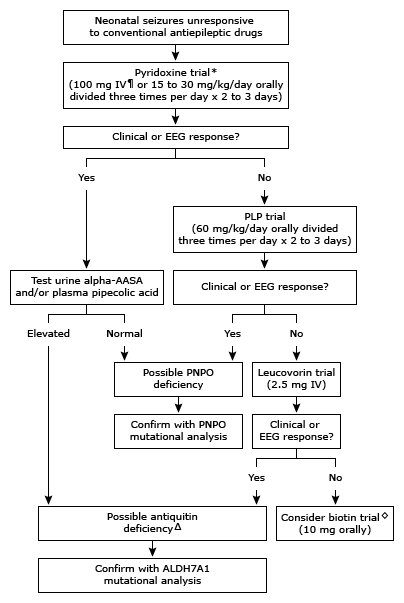 Neonatal seizures unresponsive
to conventional antiepileptic drugs
Pyridoxine trial*
(100 mg IV¶ or 15 to 30 mg/kg/day orally
divided three times per day x 2 to 3 days)
Clinical or EEG response?
Yes
No
PLP trial
(60 mg/kg/day orally divided
three times per day x 2 to 3 days)
Test urine alpha-AASA
and/or plasma pipecolic acid
Clinical or EEG response?
Elevated
Normal
Yes
No
Possible PNPO
deficiency
Leucovorin trial
(2.5 mg IV)
Confirm with PNPO
mutational analysis
Clinical or
EEG response?
Yes
No
Possible antiquitin
deficiencyΔ
Consider biotin trial◇
(10 mg orally)
Confirm with ALDH7A1
mutational analysis